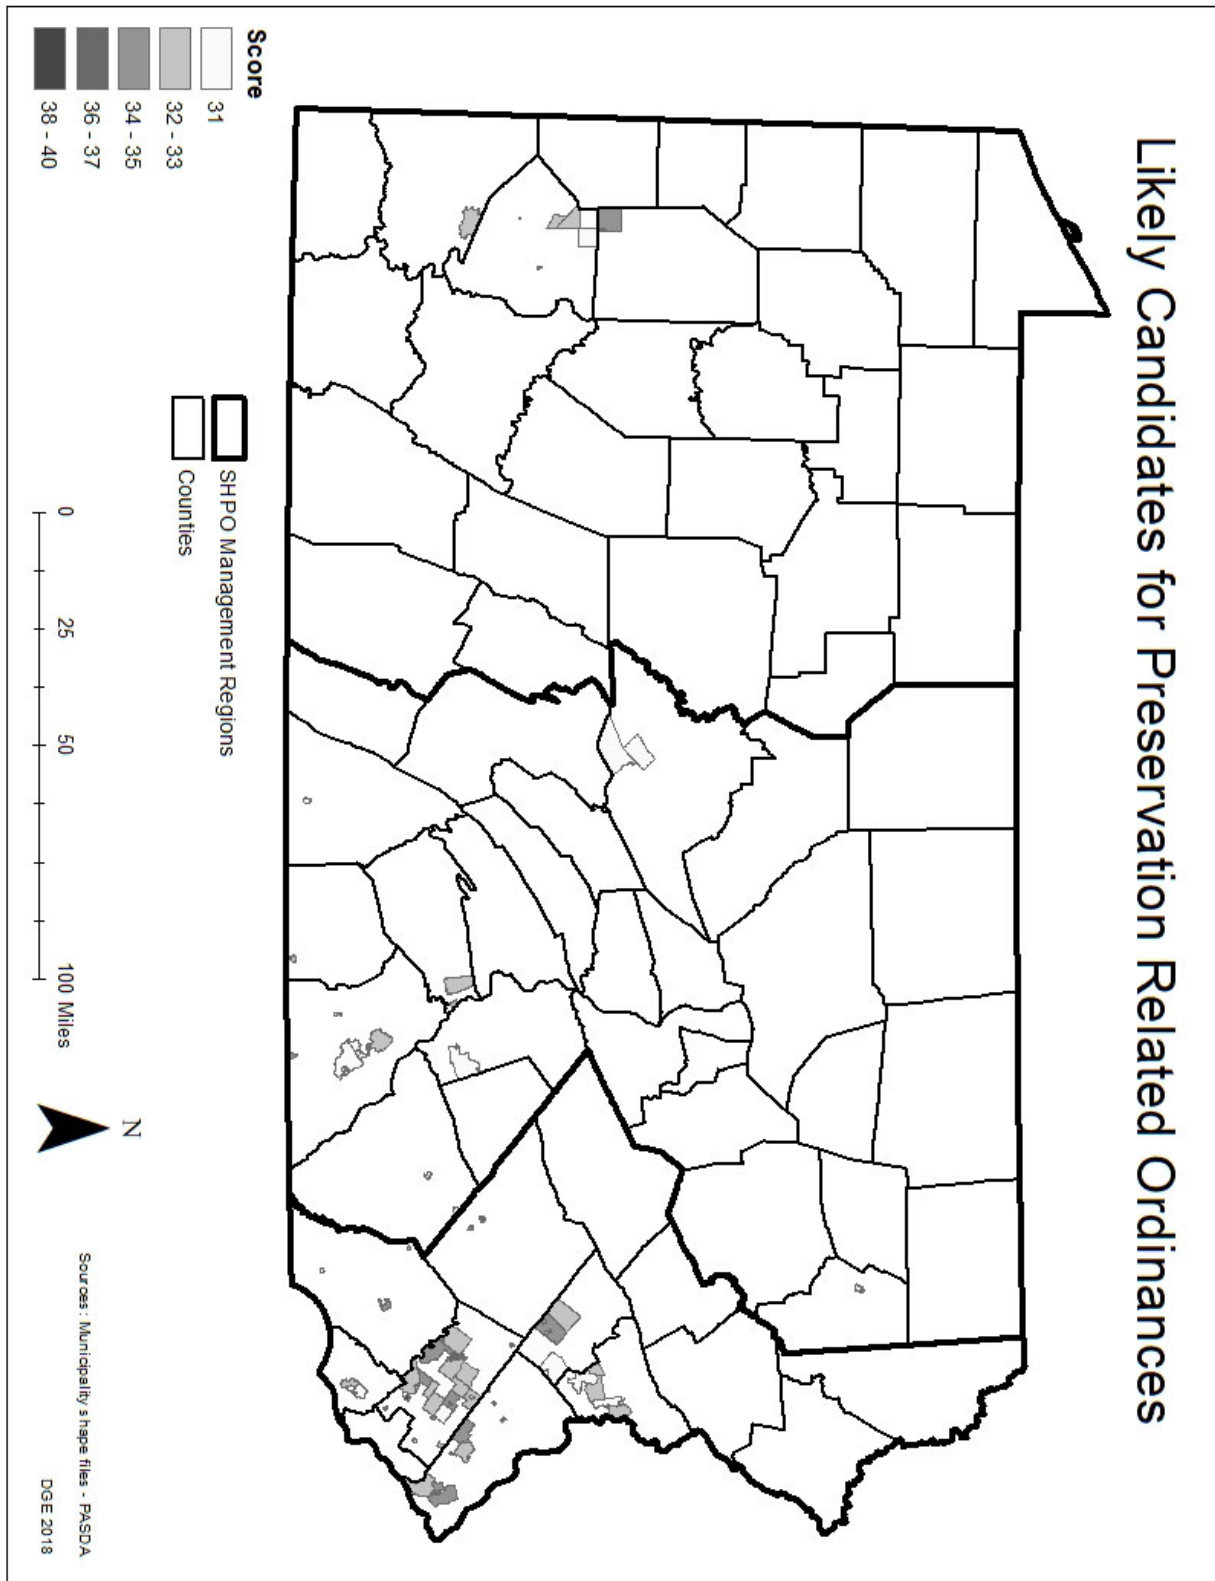 Likely Candidates for Preservation Related Ordinances
Score
31
32 - 33
34 - 35
36 - 37
38 - 40
SHPO Management Regions
Counties
0 25 50 100 Miles
N
Sources: Municipality shape files - PASDA
DGE 2018